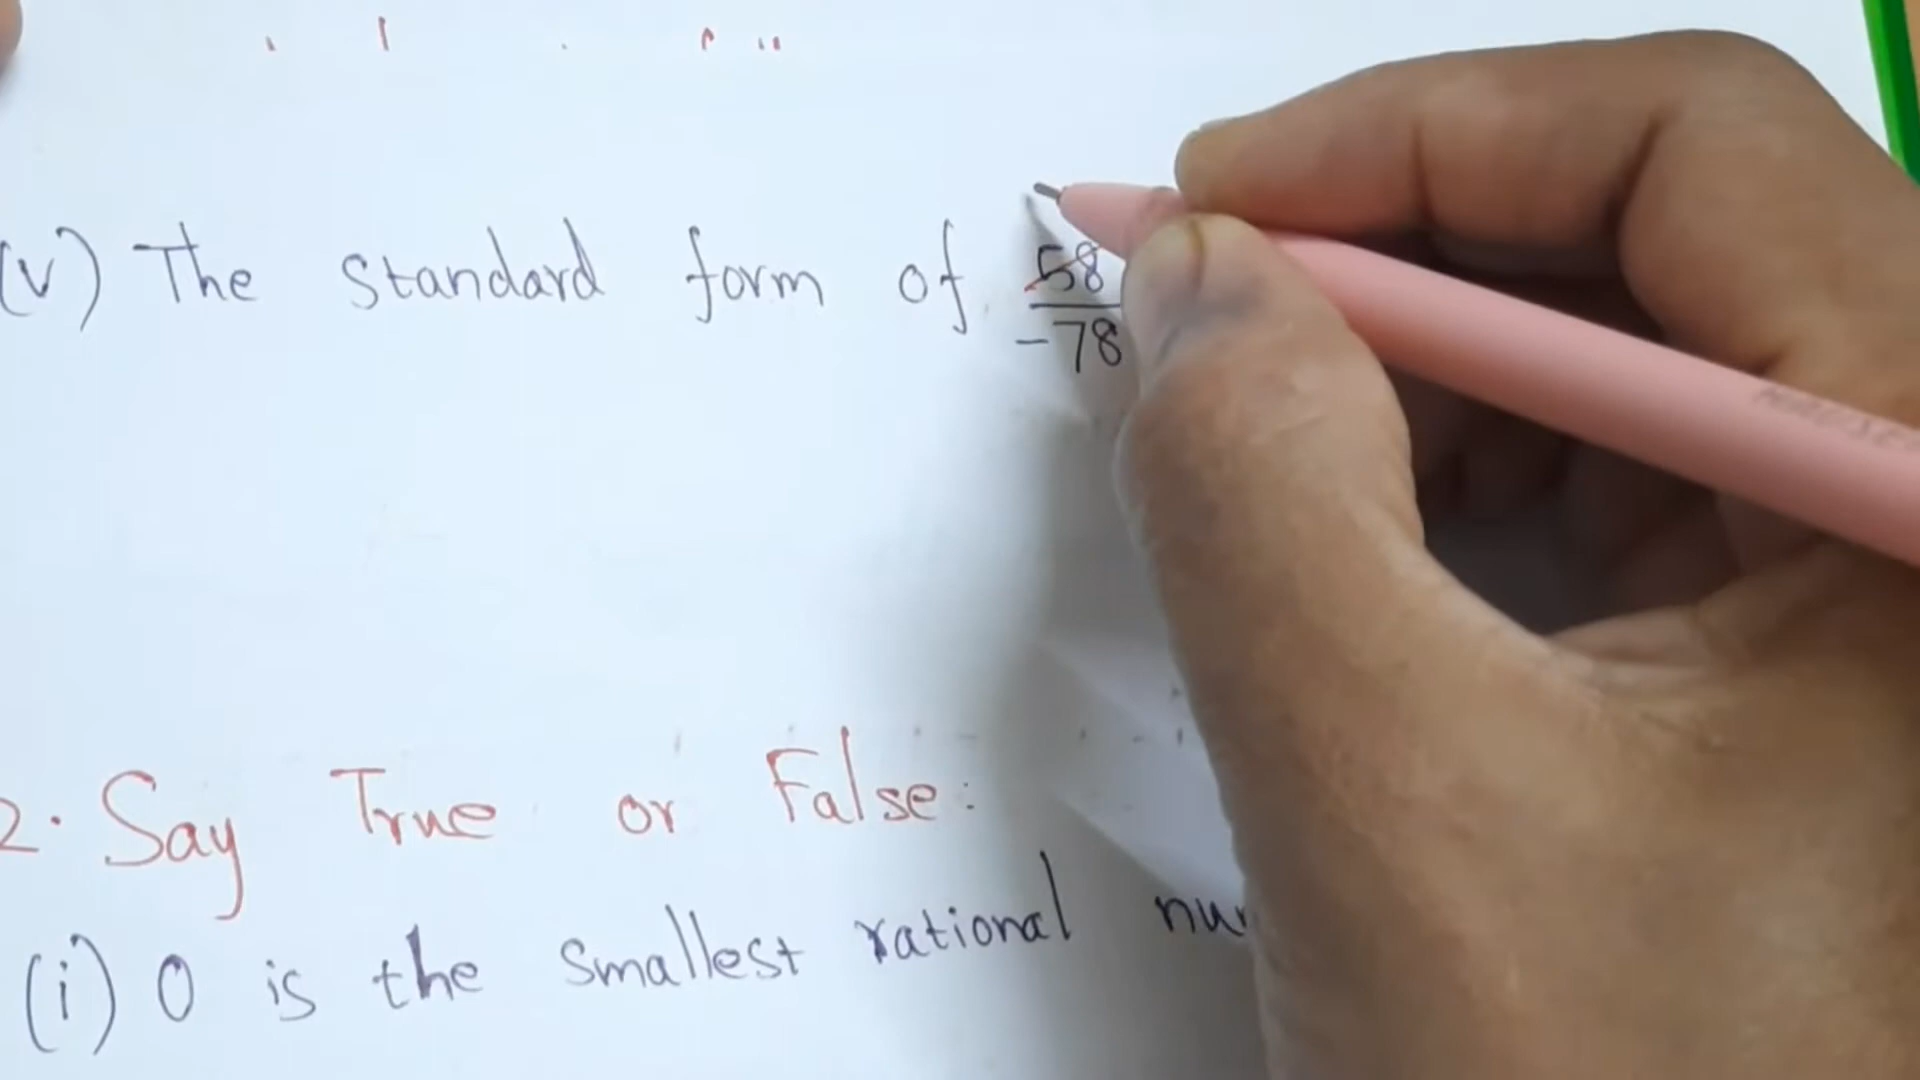 (v) The standard form of 58/-78
2. Say True or False:
(i) 0 is the smallest rational